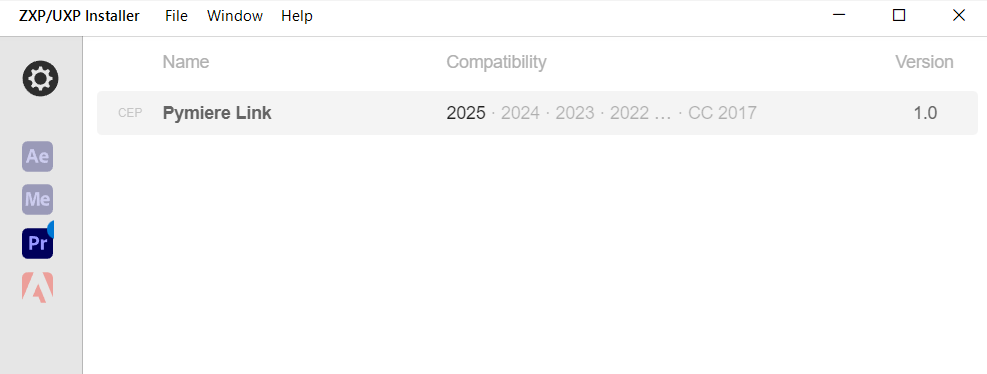 ZXP/UXP Installer File Window Help
Name Compatibility Version
CEP Pymiere Link 2025 · 2024 · 2023 · 2022 ... · CC 2017 1.0
Ae
Me
Pr